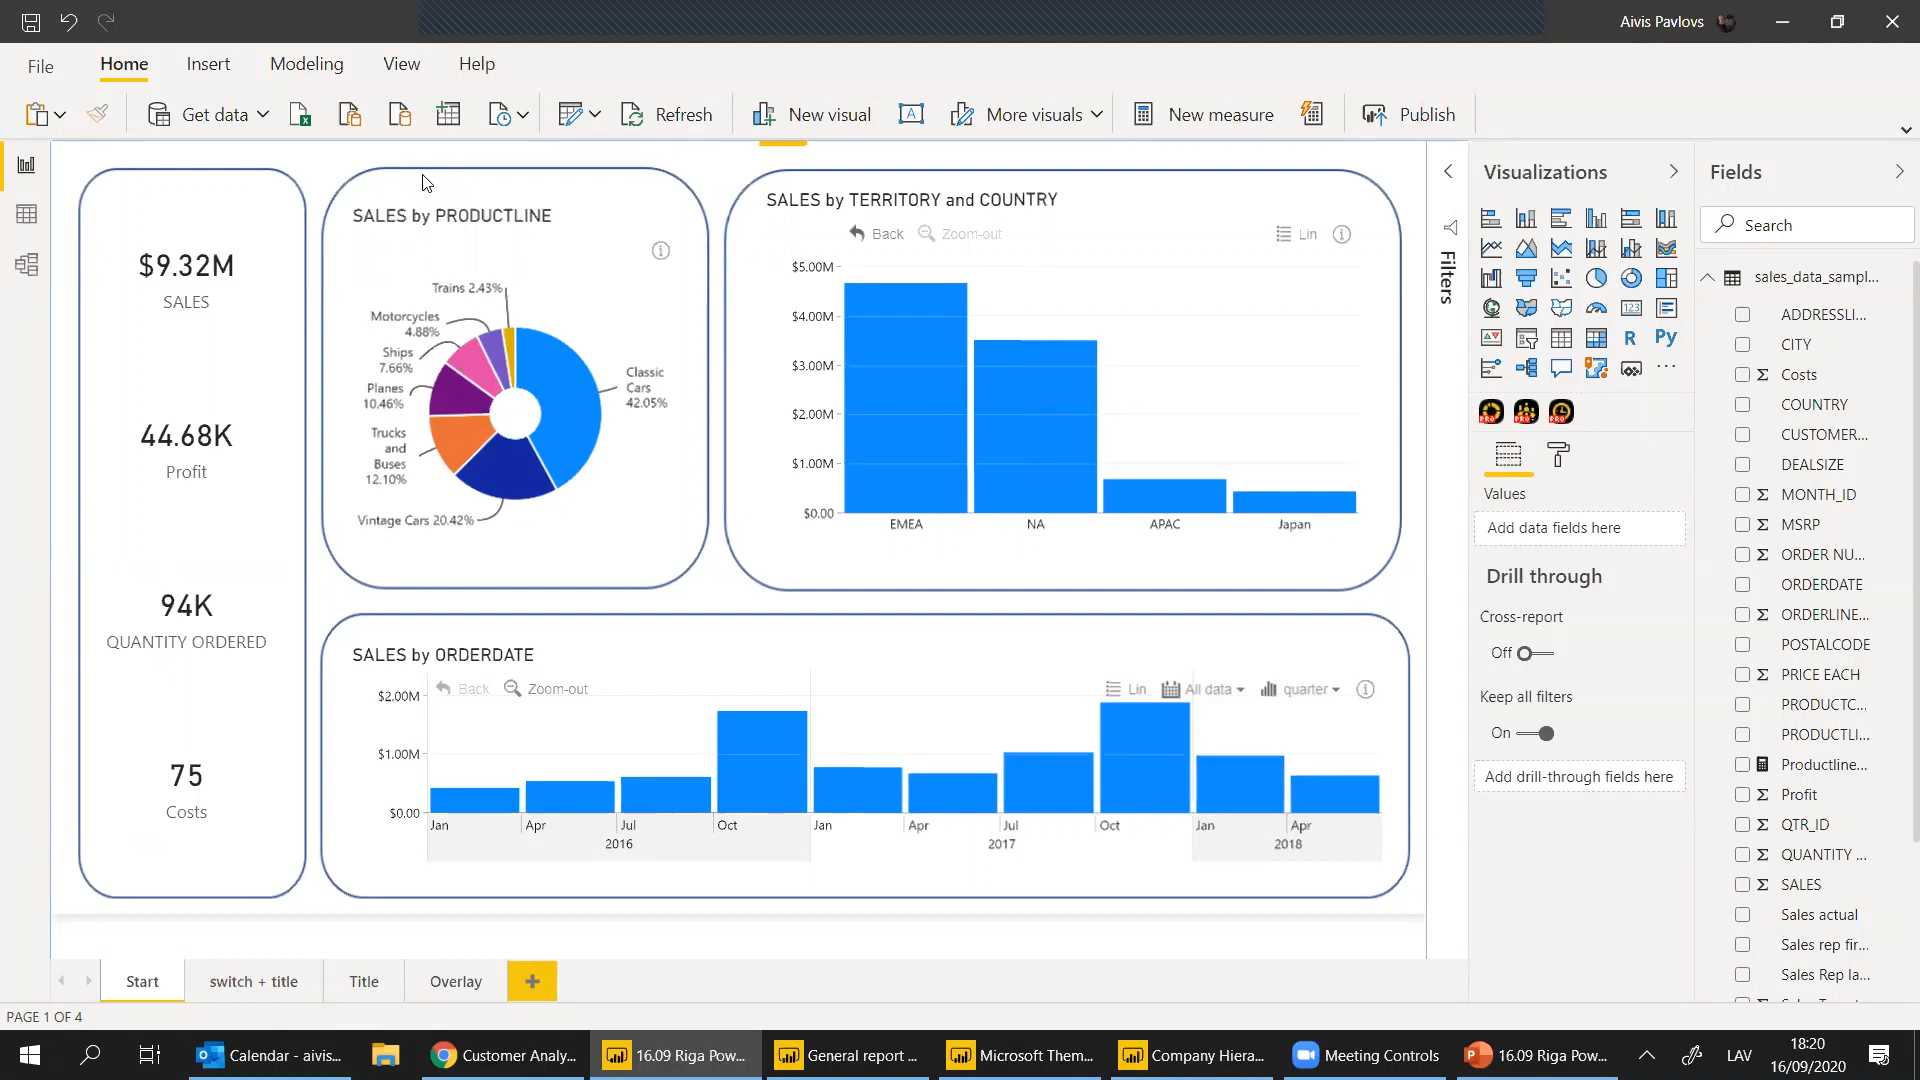 Aivis Pavlovs
File
Home
Insert
Modeling
View
Help
Get data
Refresh
New visual
More visuals
New measure
Publish
$9.32M
SALES
44.68K
Profit
94K
QUANTITY ORDERED
75
Costs
SALES by PRODUCTLINE
Trains 2.43%
Motorcycles
4.88%
Ships
7.66%
Planes
10.46%
Trucks
and
Buses
12.10%
Vintage Cars 20.42%
Classic
Cars
42.05%
SALES by TERRITORY and COUNTRY
Back
Zoom-out
Lin
$5.00M
$4.00M
$3.00M
$2.00M
$1.00M
$0.00
EMEA
NA
APAC
Japan
SALES by ORDERDATE
Back
Zoom-out
Lin
All data
quarter
$2.00M
$1.00M
$0.00
Jan
Apr
Jul
Oct
Jan
Apr
Jul
Oct
Jan
Apr
2016
2017
2018
Filters
Visualizations
R
Py
PRO
PRO
PRO
Values
Add data fields here
Drill through
Cross-report
Off
Keep all filters
On
Add drill-through fields here
Fields
Search
sales_data_sampl...
ADDRESSLI...
CITY
Costs
COUNTRY
CUSTOMER...
DEALSIZE
MONTH_ID
MSRP
ORDER NU...
ORDERDATE
ORDERLINE...
POSTALCODE
PRICE EACH
PRODUCTC...
PRODUCTLI...
Productline...
Profit
QTR_ID
QUANTITY ...
SALES
Sales actual
Sales rep fir...
Sales Rep la...
Start
switch + title
Title
Overlay
PAGE 1 OF 4
Calendar - aivis...
Customer Analy...
16.09 Riga Pow...
General report ...
Microsoft Them...
Company Hiera...
Meeting Controls
16.09 Riga Pow...
LAV
18:20
16/09/2020